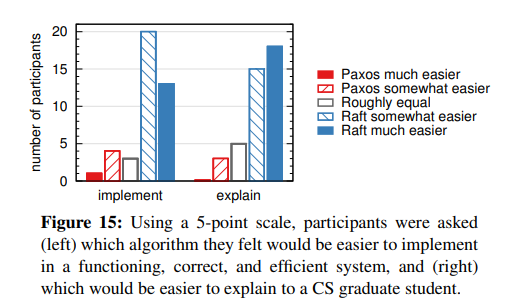 20
15
10
5
0
number of participants
implement explain
Paxos much easier
Paxos somewhat easier
Roughly equal
Raft somewhat easier
Raft much easier
Figure 15: Using a 5-point scale, participants were asked
(left) which algorithm they felt would be easier to implement
in a functioning, correct, and efficient system, and (right)
which would be easier to explain to a CS graduate student.